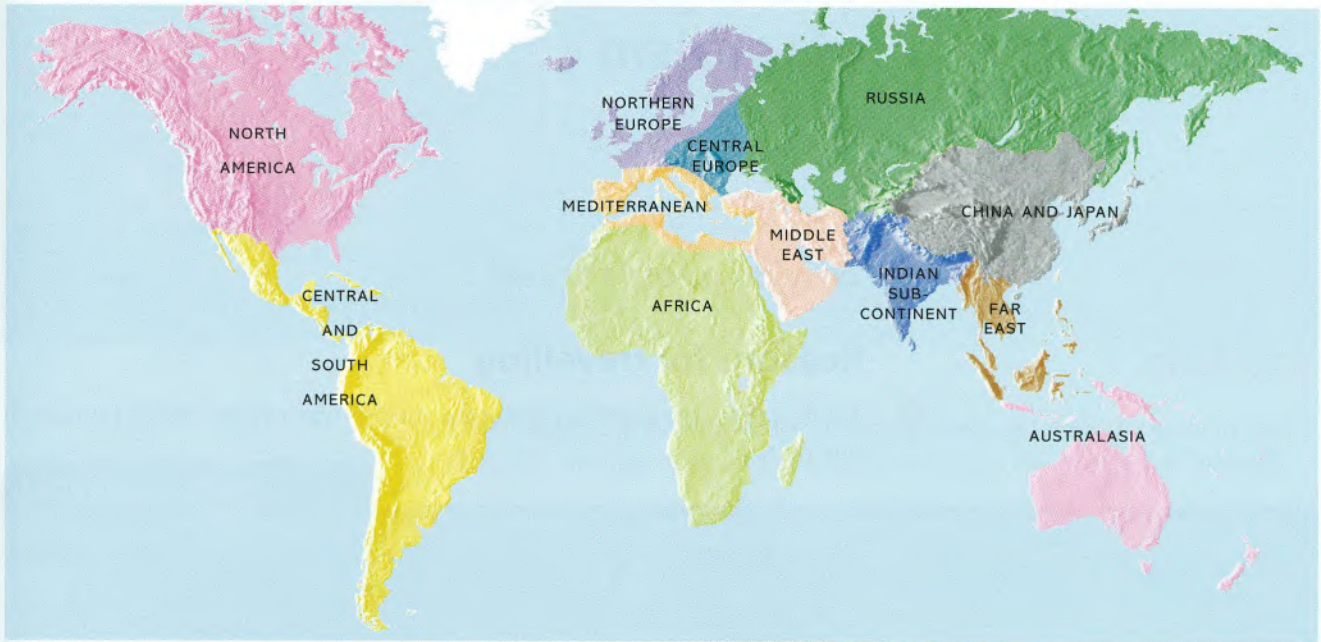 NORTH
AMERICA
CENTRAL
AND
SOUTH
AMERICA
NORTHERN
EUROPE
CENTRAL
EUROPE
MEDITERRANEAN
AFRICA
MIDDLE
EAST
RUSSIA
CHINA AND JAPAN
INDIAN
SUB-
CONTINENT
FAR
EAST
AUSTRALASIA